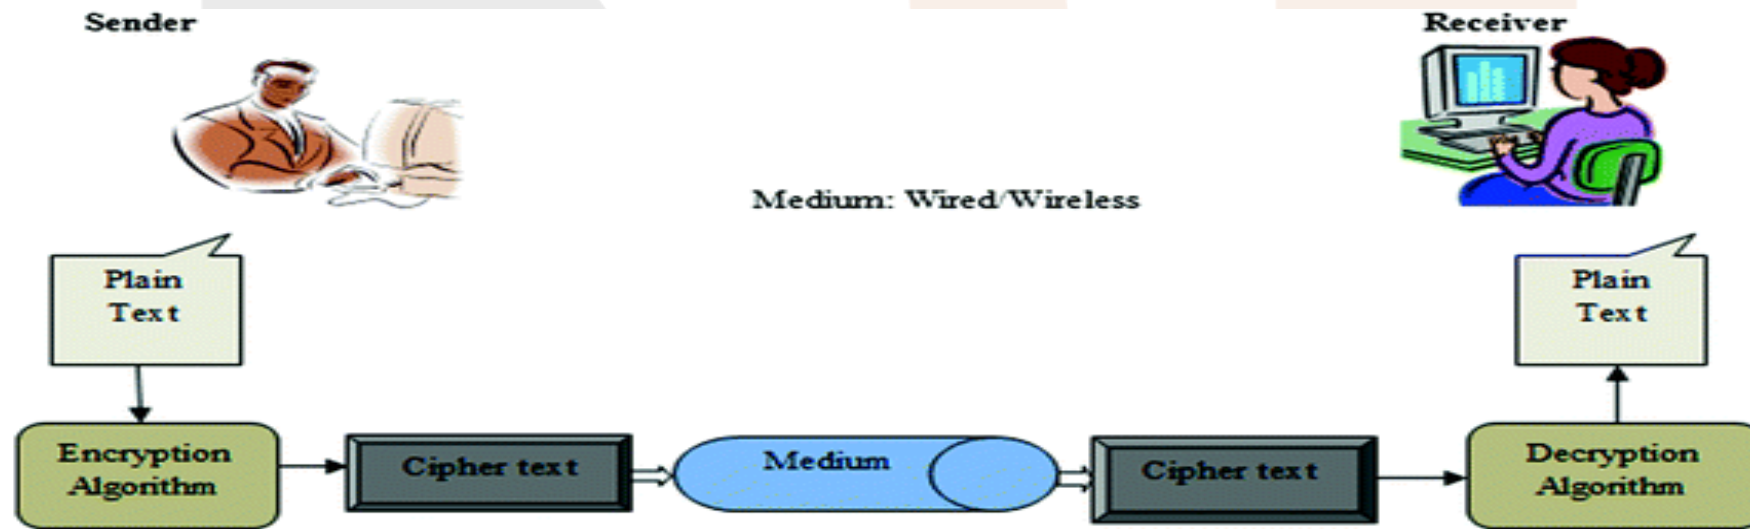 Sender
Receiver
Medium: Wired/Wireless
Plain
Text
Plain
Text
Encryption
Algorithm
Cipher text
Medium
Cipher text
Decryption
Algorithm